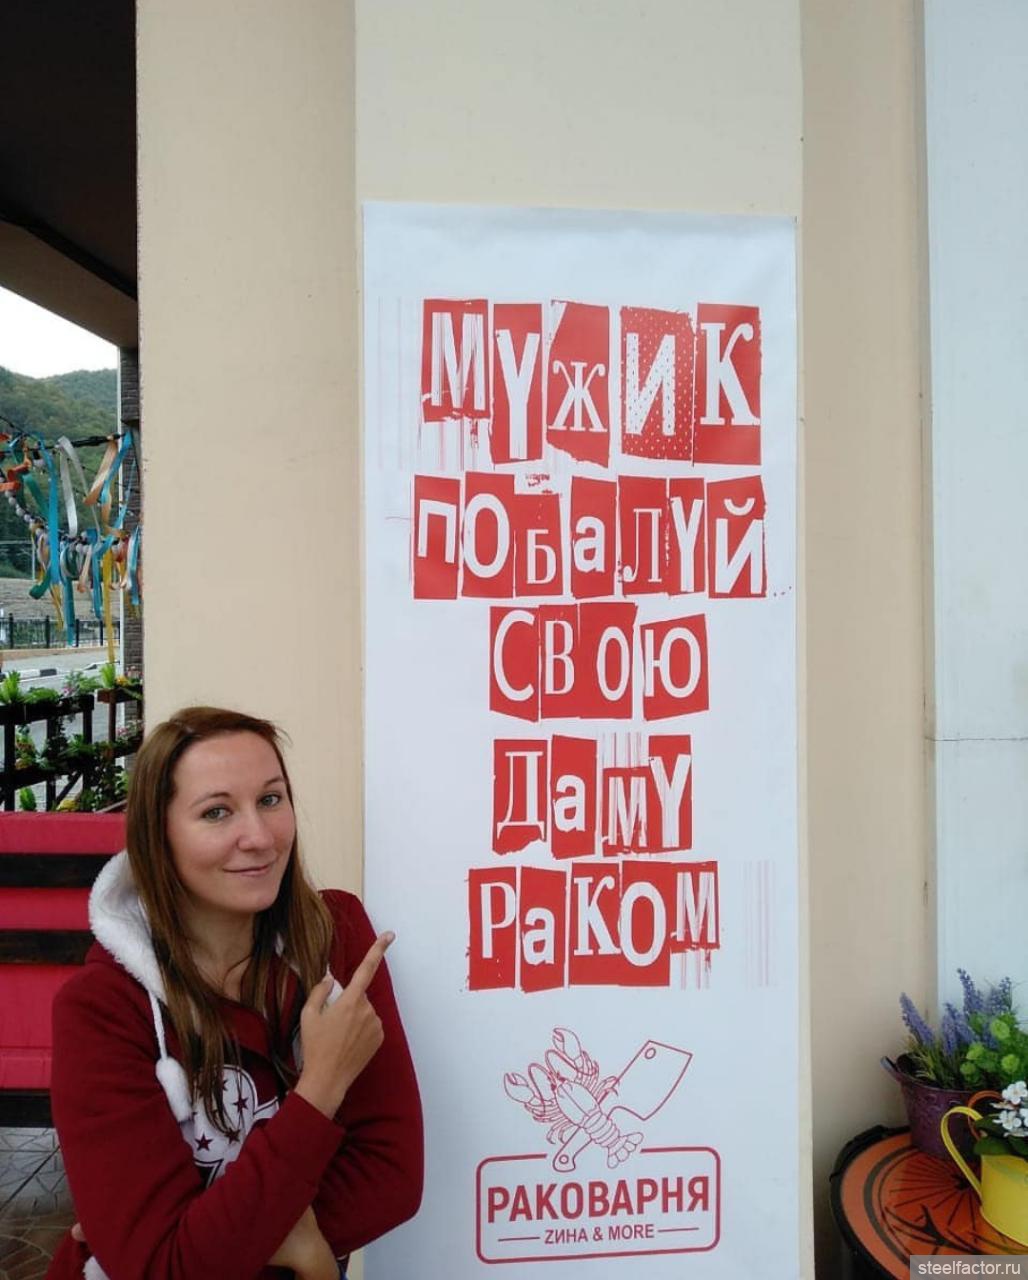 МУЖИК
ПОБаЛУЙ
СВОЮ
ДаМУ
РаКОМ
РАКОВАРНЯ
ZИНА & MORE
steelfactor.ru